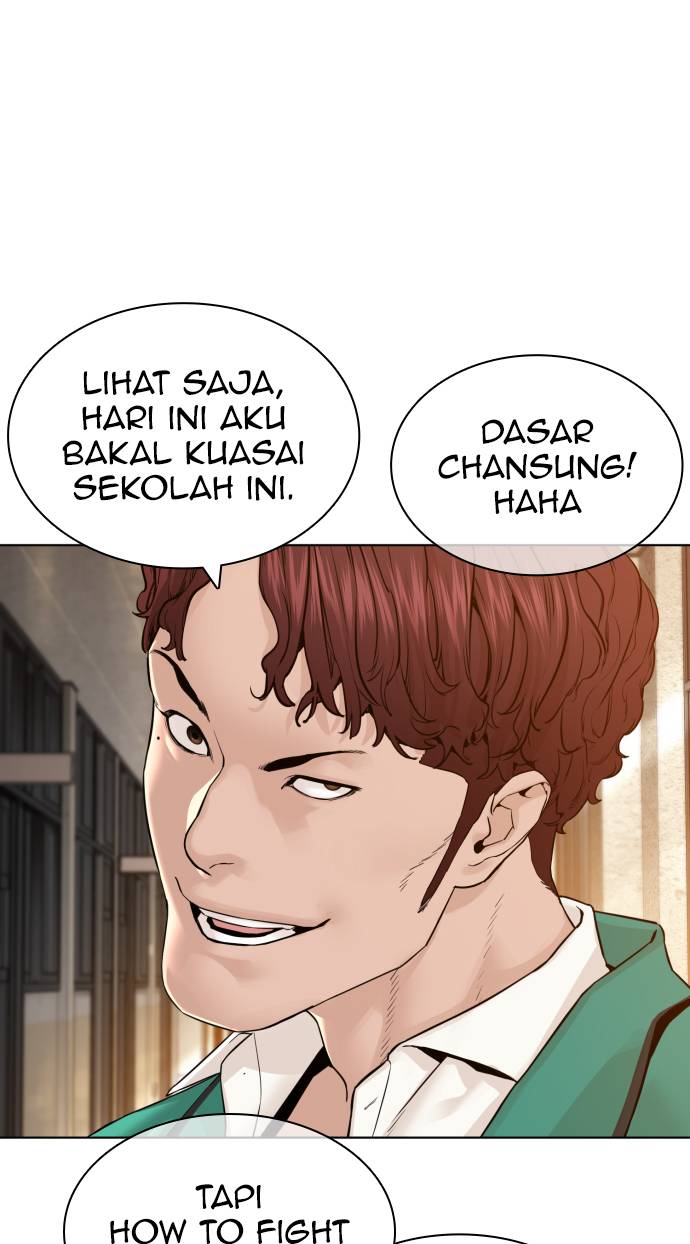 LIHAT SAJA,
HARI INI AKU
BAKAL KUASAI
SEKOLAH INI.
DASAR
CHANSUNG!
HAHA
TAPI
HOW TO FIGHT